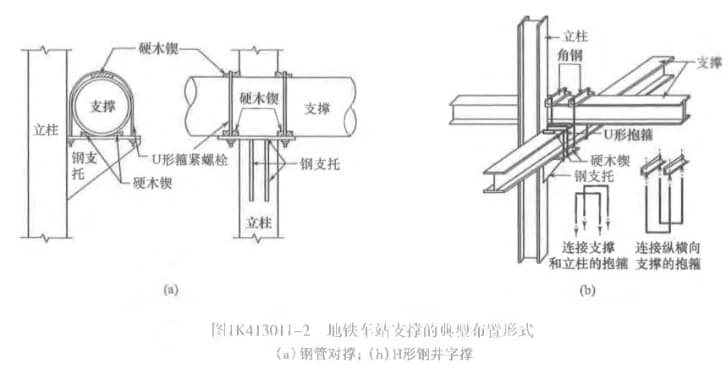 硬木楔
支撑
立柱
钢支
托
U形箍紧螺栓
硬木楔
硬木楔
支撑
钢支托
立柱
(a)
立柱
角钢
支撑
U形抱箍
硬木楔
钢支托
连接支撑
和立柱的抱箍
连接纵横向
支撑的抱箍
(b)
图1K413011-2 地铁车站支撑的典型布置形式
(a)钢管对撑；(b)H形钢井字撑